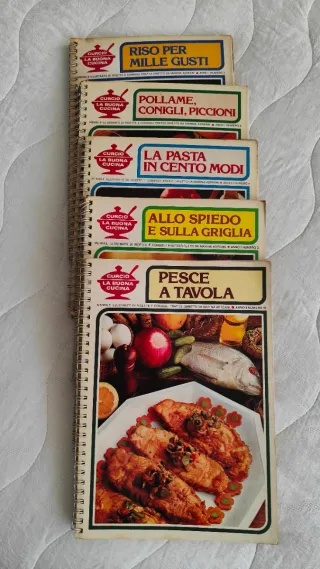 CURCIO
LA BUONA
CUCINA
RISO PER
MILLE GUSTI
CURCIO
LA BUONA
CUCINA
POLLAME,
CONIGLI, PICCIONI
CURCIO
LA BUONA
CUCINA
LA PASTA
IN CENTO MODI
CURCIO
LA BUONA
CUCINA
ALLO SPIEDO
E SULLA GRIGLIA
CURCIO
LA BUONA
CUCINA
PESCE
A TAVOLA